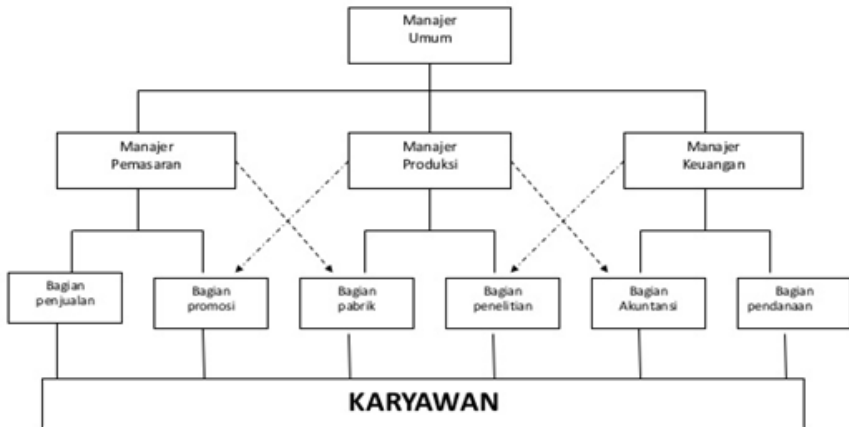 Manajer
Umum
Manajer
Pemasaran
Manajer
Produksi
Manajer
Keuangan
Bagian
penjualan
Bagian
promosi
Bagian
pabrik
Bagian
penelitian
Bagian
Akuntansi
Bagian
pendanaan
KARYAWAN